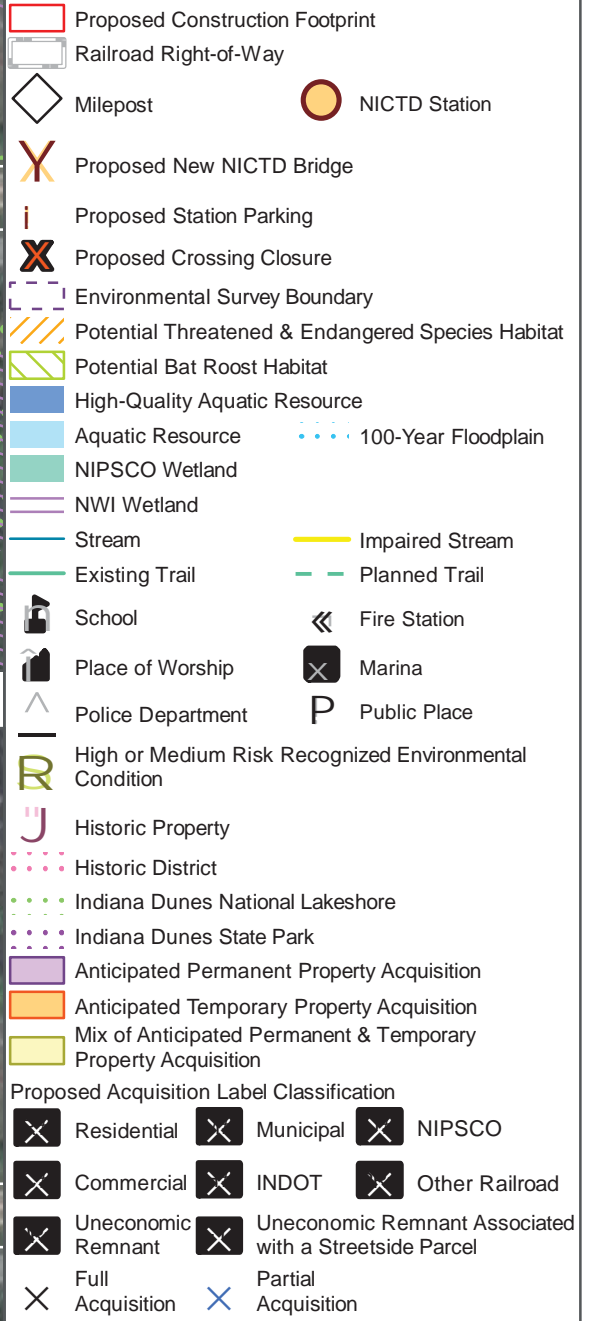 Proposed Construction Footprint
Railroad Right-of-Way
Milepost NICTD Station
Proposed New NICTD Bridge
Proposed Station Parking
Proposed Crossing Closure
Environmental Survey Boundary
Potential Threatened & Endangered Species Habitat
Potential Bat Roost Habitat
High-Quality Aquatic Resource
Aquatic Resource 100-Year Floodplain
NIPSCO Wetland
NWI Wetland
Stream Impaired Stream
Existing Trail Planned Trail
School Fire Station
Place of Worship Marina
Police Department P Public Place
High or Medium Risk Recognized Environmental
Condition
Historic Property
Historic District
Indiana Dunes National Lakeshore
Indiana Dunes State Park
Anticipated Permanent Property Acquisition
Anticipated Temporary Property Acquisition
Mix of Anticipated Permanent & Temporary
Property Acquisition
Proposed Acquisition Label Classification
Residential Municipal NIPSCO
Commercial INDOT Other Railroad
Uneconomic
Remnant
Uneconomic Remnant Associated
with a Streetside Parcel
Full
Acquisition
Partial
Acquisition